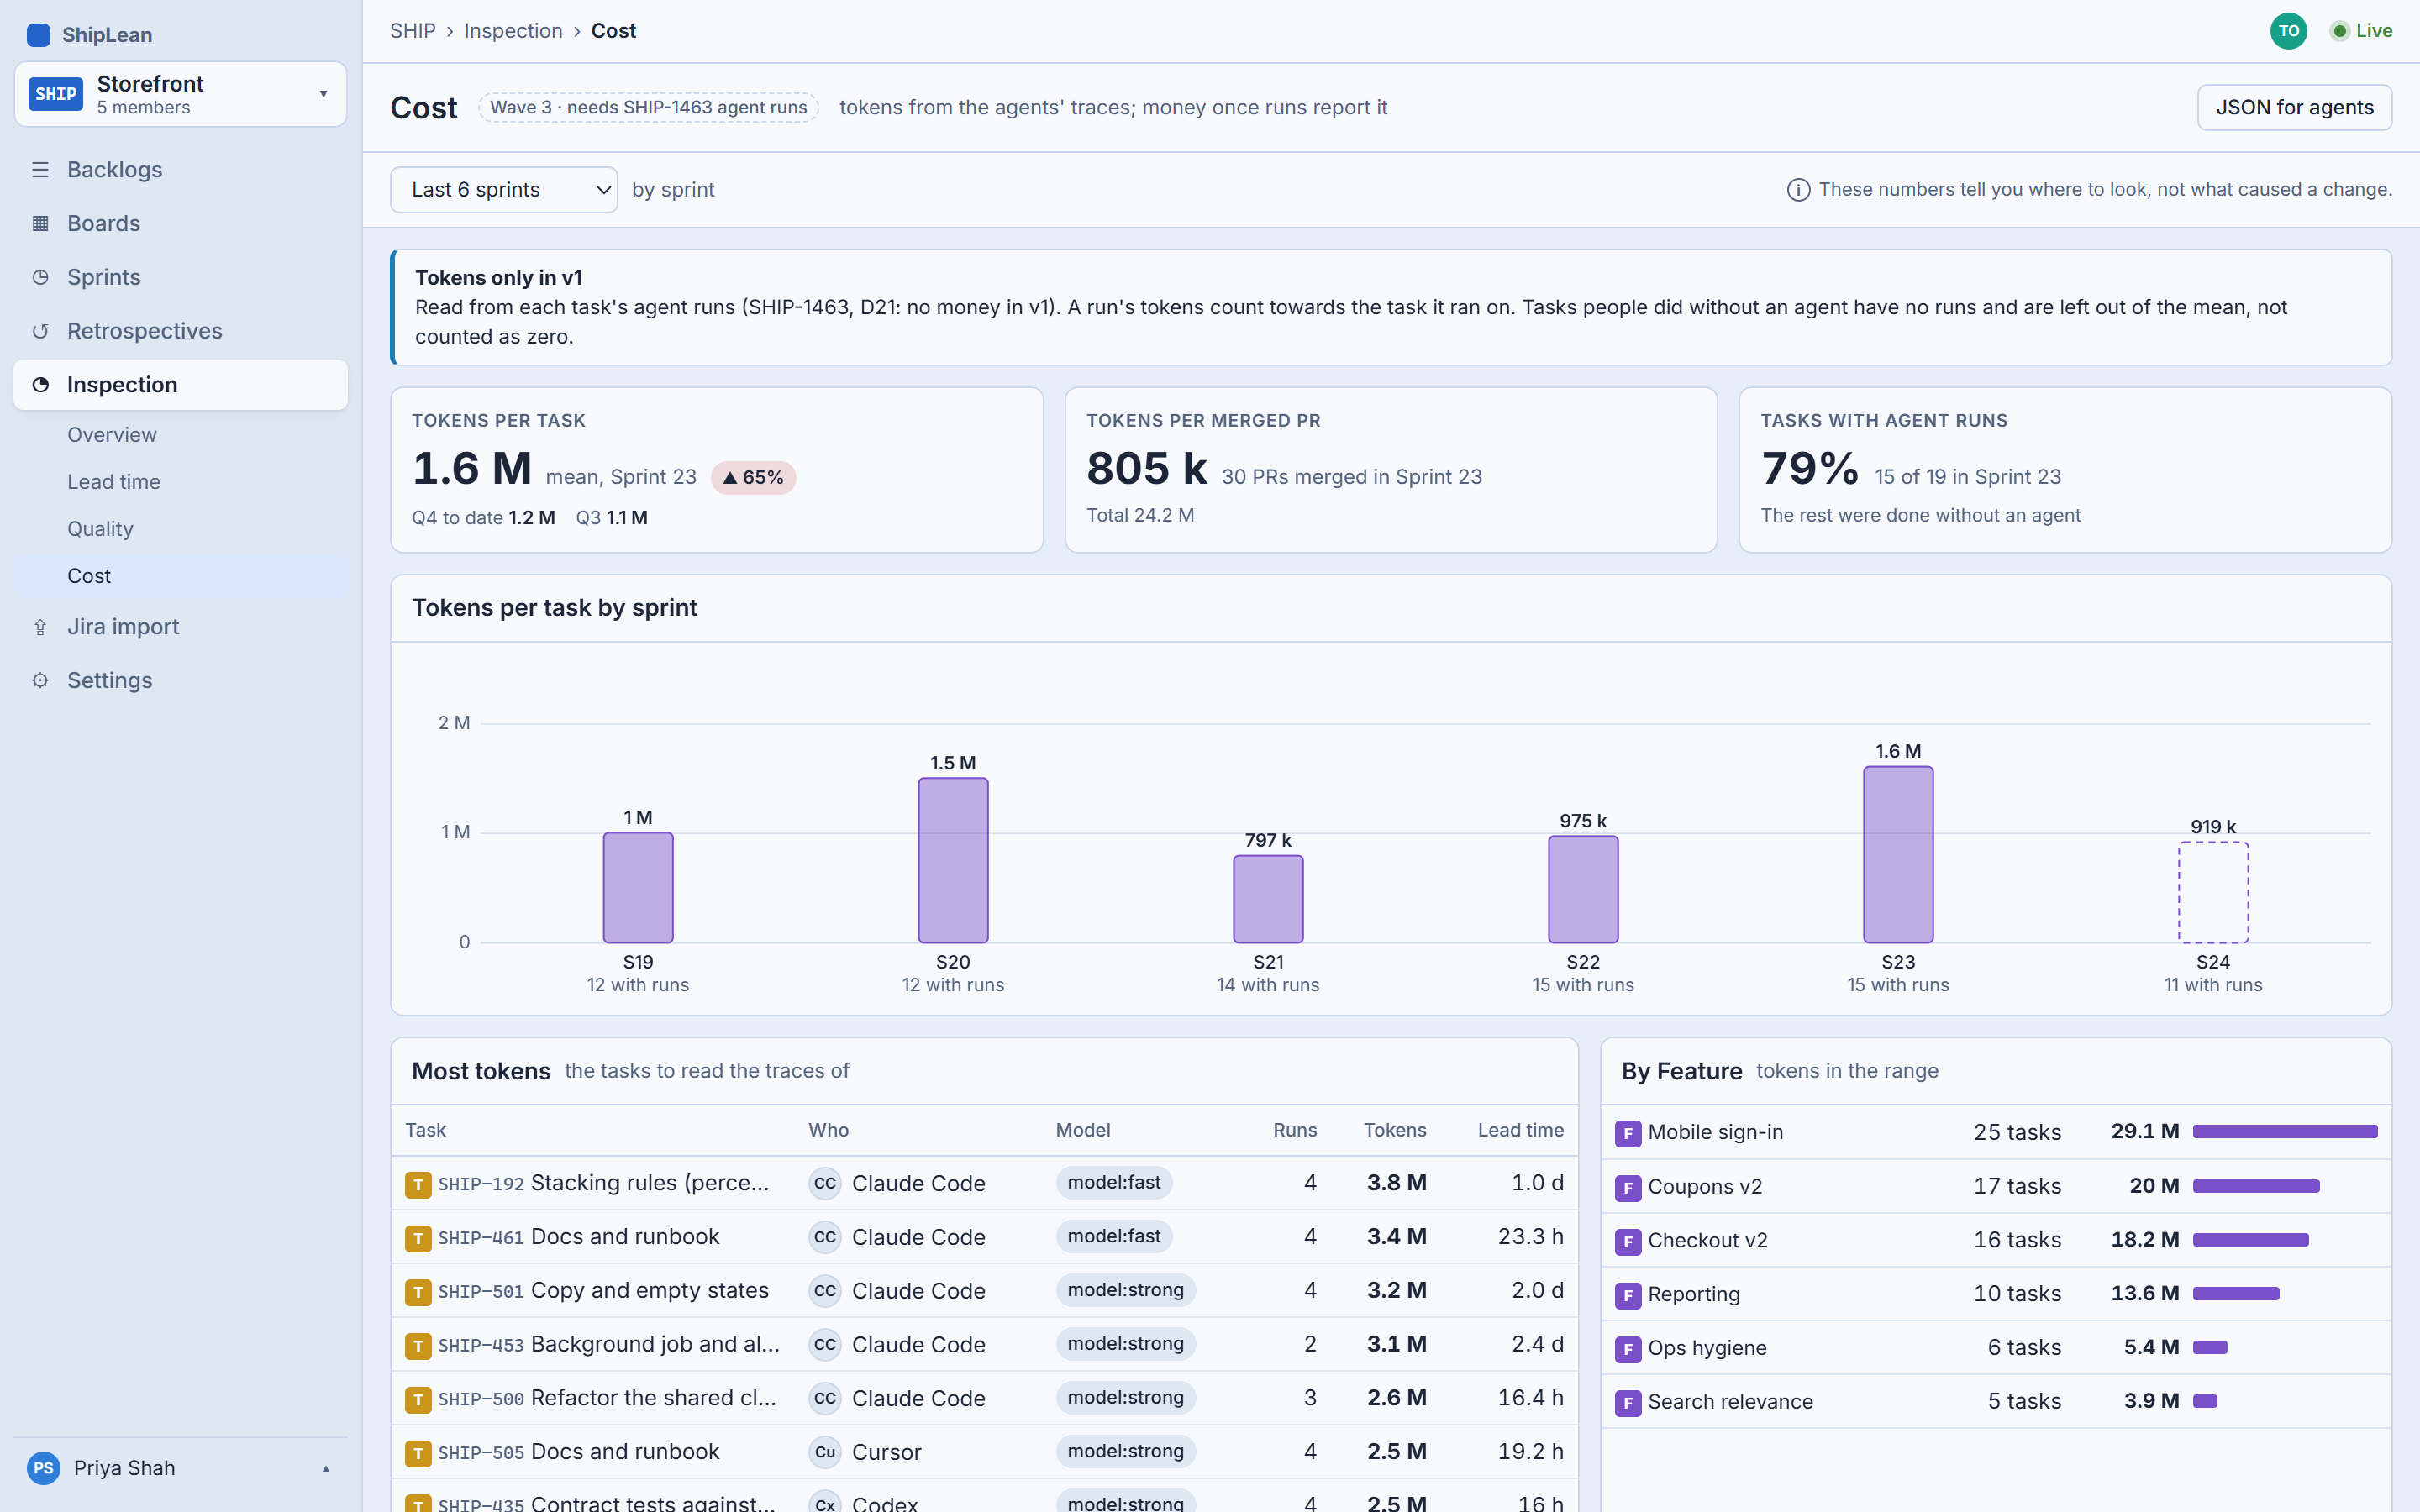 ShipLean
SHIP Storefront
5 members
Backlogs
Boards
Sprints
Retrospectives
Inspection
Overview
Lead time
Quality
Cost
Jira import
Settings
PS Priya Shah
SHIP › Inspection › Cost
TO Live
Cost Wave 3 · needs SHIP-1463 agent runs tokens from the agents' traces; money once runs report it
JSON for agents
Last 6 sprints by sprint
These numbers tell you where to look, not what caused a change.
Tokens only in v1
Read from each task's agent runs (SHIP-1463, D21: no money in v1). A run's tokens count towards the task it ran on. Tasks people did without an agent have no runs and are left out of the mean, not
counted as zero.
TOKENS PER TASK
1.6 M mean, Sprint 23 ▲ 65%
Q4 to date 1.2 M Q3 1.1 M
TOKENS PER MERGED PR
805 k 30 PRs merged in Sprint 23
Total 24.2 M
TASKS WITH AGENT RUNS
79% 15 of 19 in Sprint 23
The rest were done without an agent
Tokens per task by sprint
2 M
1 M
0
1 M
1.5 M
797 k
975 k
1.6 M
919 k
S19 S20 S21 S22 S23 S24
12 with runs 12 with runs 14 with runs 15 with runs 15 with runs 11 with runs
Most tokens the tasks to read the traces of
Task Who Model Runs Tokens Lead time
T SHIP-192 Stacking rules (perce... CC Claude Code model:fast 4 3.8 M 1.0 d
T SHIP-461 Docs and runbook CC Claude Code model:fast 4 3.4 M 23.3 h
T SHIP-501 Copy and empty states CC Claude Code model:strong 4 3.2 M 2.0 d
T SHIP-453 Background job and al... CC Claude Code model:strong 2 3.1 M 2.4 d
T SHIP-500 Refactor the shared cl... CC Claude Code model:strong 3 2.6 M 16.4 h
T SHIP-505 Docs and runbook Cu Cursor model:strong 4 2.5 M 19.2 h
T SHIP-435 Contract tests against... Cx Codex model:strong 4 2.5 M 16 h
By Feature tokens in the range
F Mobile sign-in 25 tasks 29.1 M
F Coupons v2 17 tasks 20 M
F Checkout v2 16 tasks 18.2 M
F Reporting 10 tasks 13.6 M
F Ops hygiene 6 tasks 5.4 M
F Search relevance 5 tasks 3.9 M